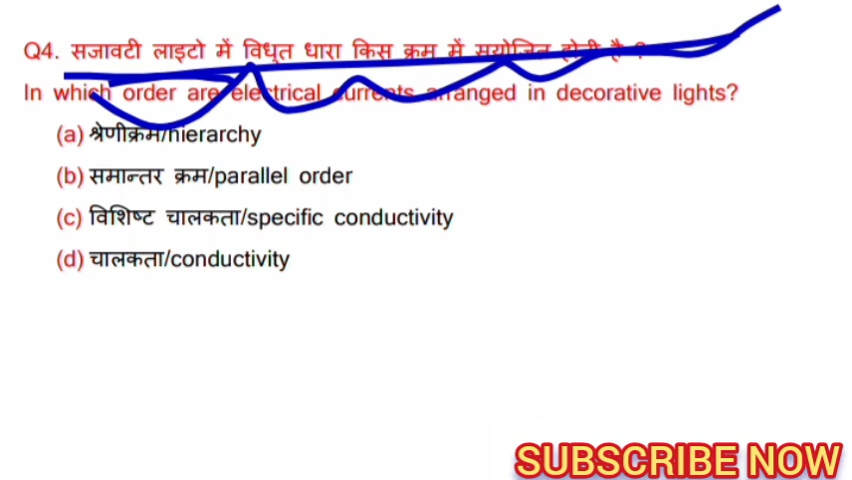 Q4. सजावटी लाइटो में विधुत धारा किस क्रम में सयोजित होती है ?
In which order are electrical currents arranged in decorative lights?
(a) श्रेणीक्रम/hierarchy
(b) समान्तर क्रम/parallel order
(c) विशिष्ट चालकता/specific conductivity
(d) चालकता/conductivity
SUBSCRIBE NOW